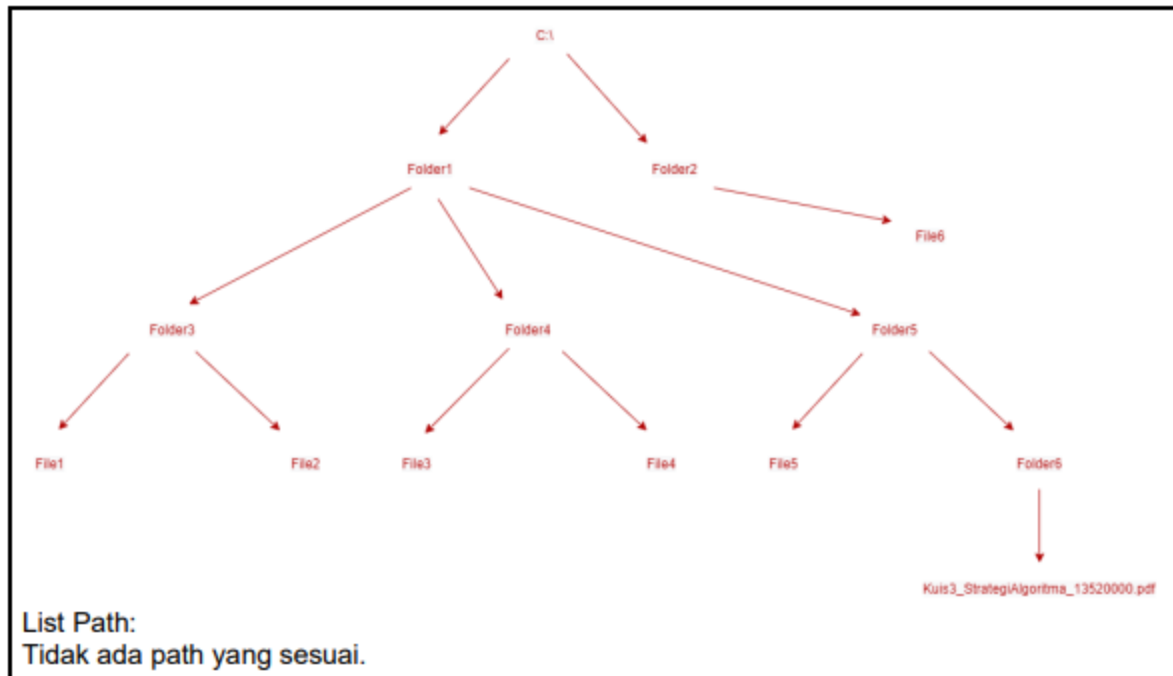 C:\
Folder1
Folder2
File6
Folder3
Folder4
Folder5
File1
File2
File3
File4
File5
Folder6
Kuis3_StrategiAlgoritma_13520000.pdf
List Path:
Tidak ada path yang sesuai.